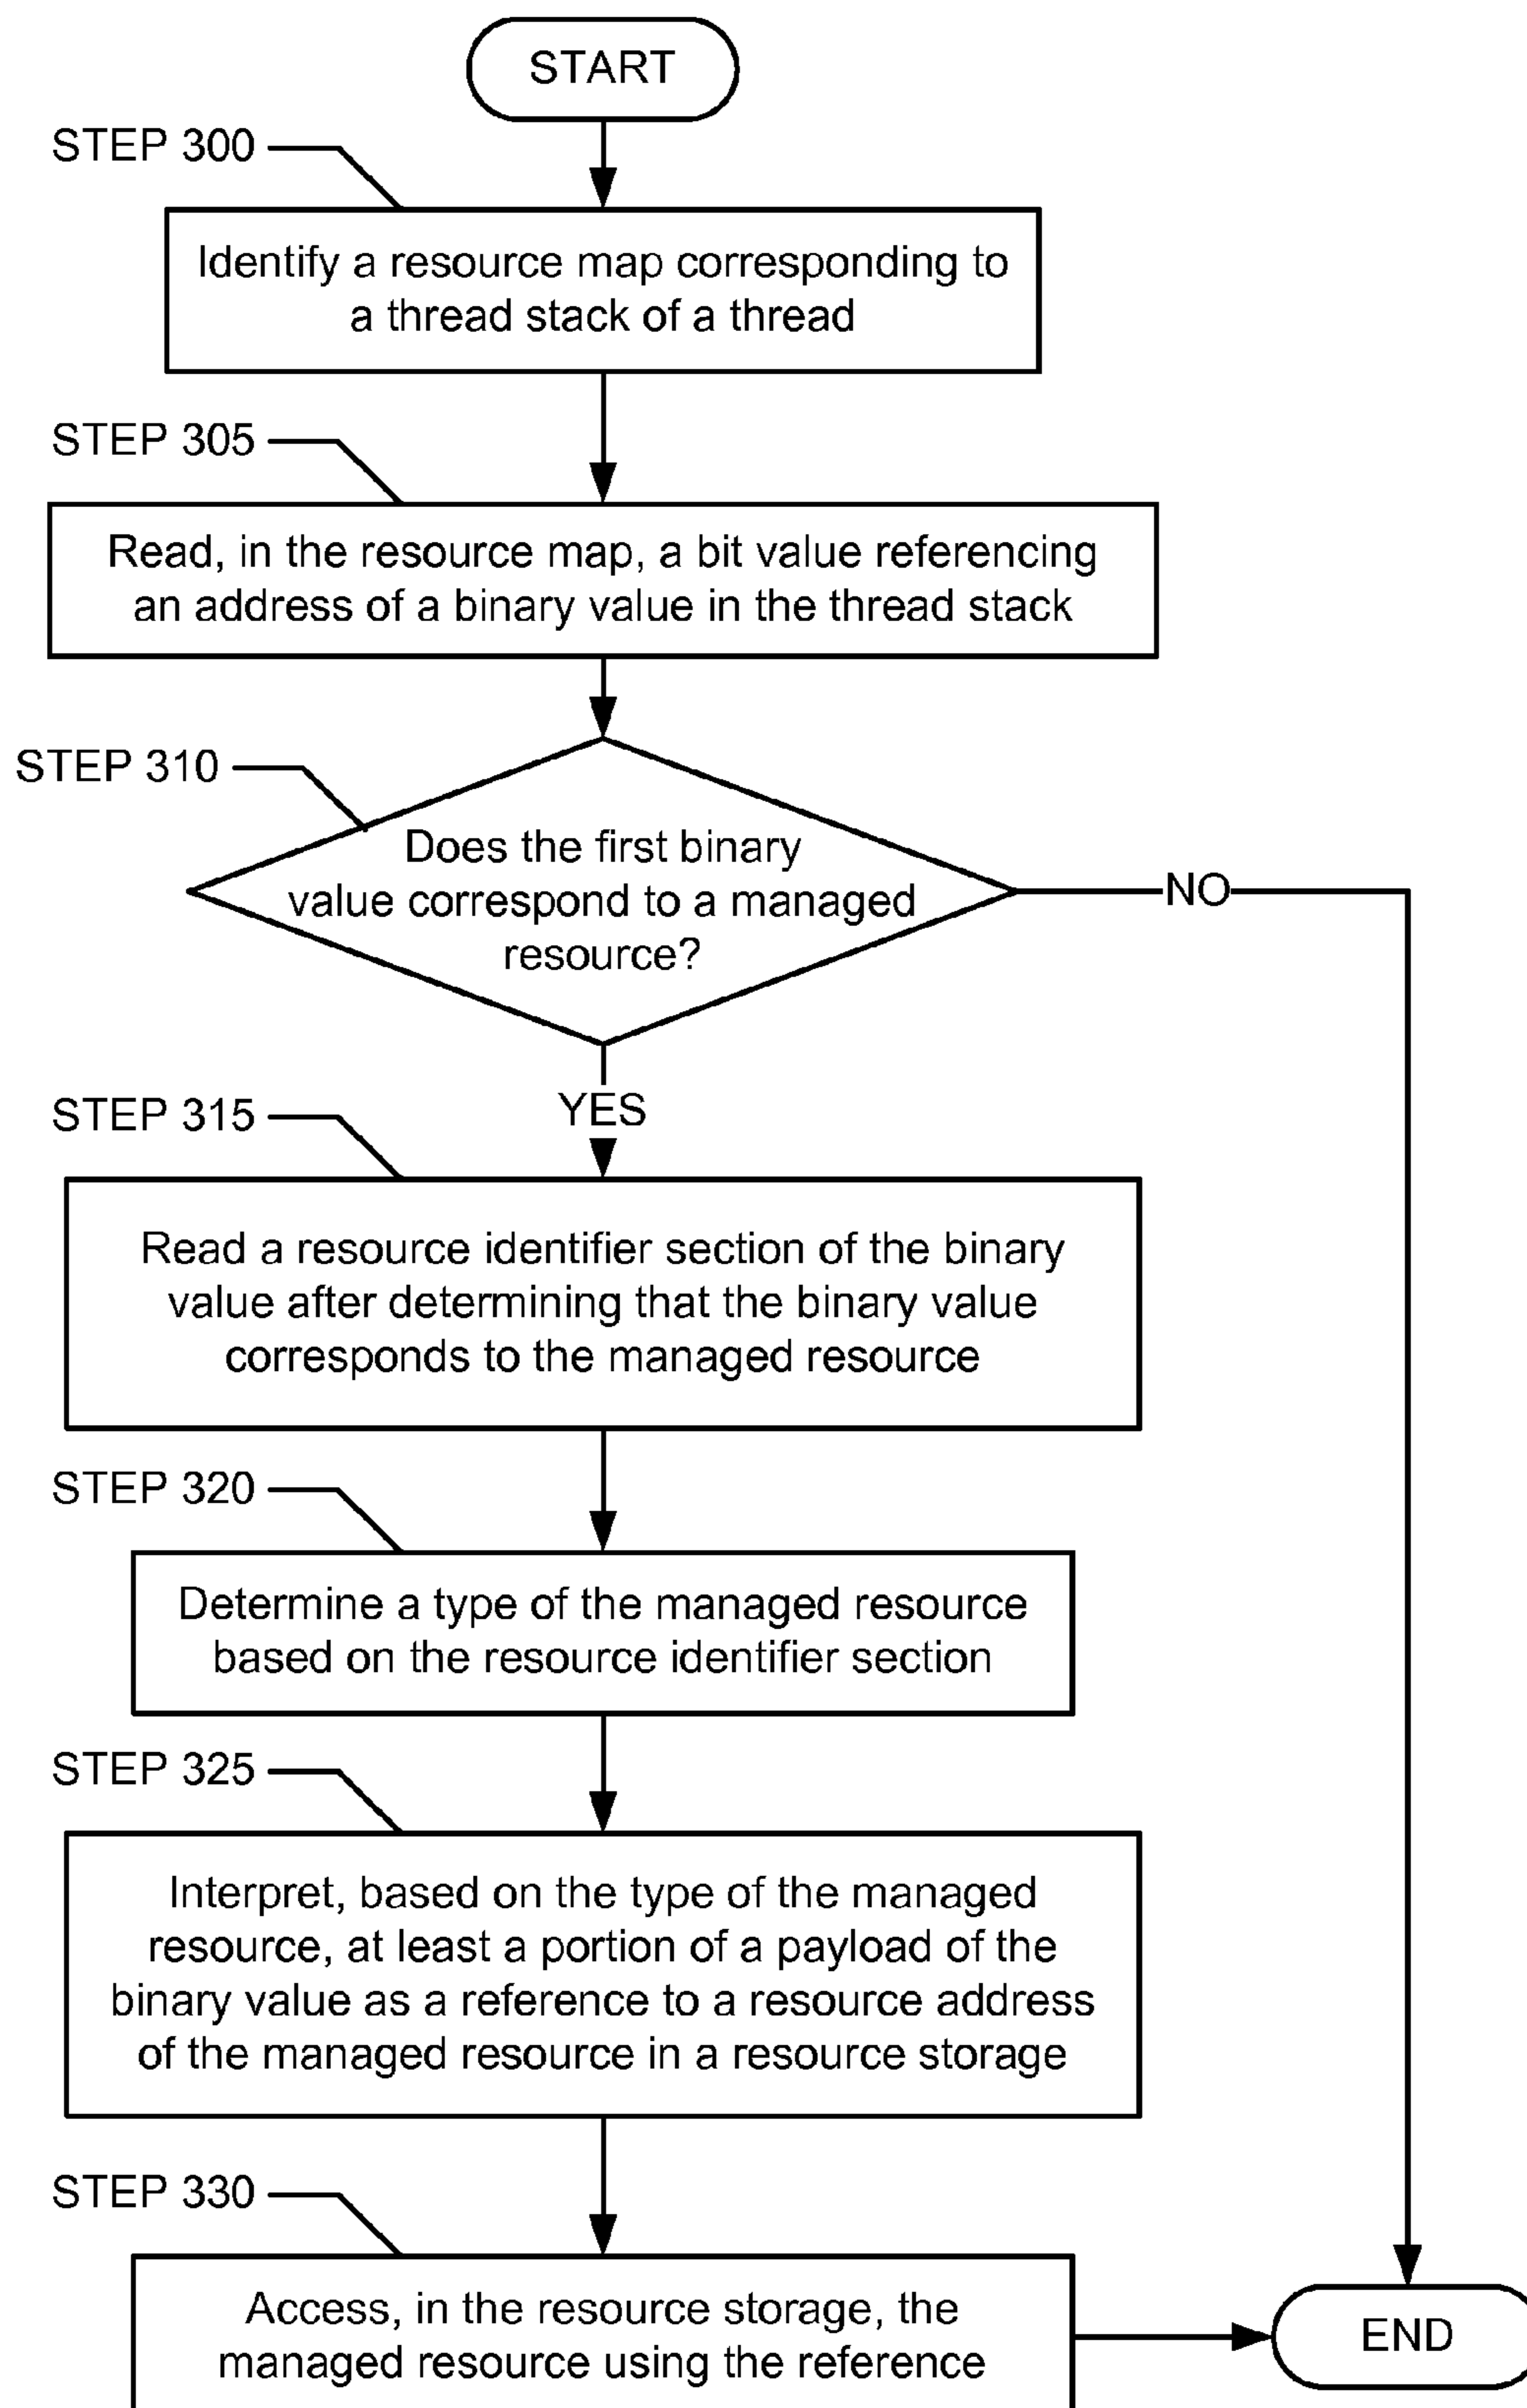 START
STEP 300
Identify a resource map corresponding to
a thread stack of a thread
STEP 305
Read, in the resource map, a bit value referencing
an address of a binary value in the thread stack
STEP 310
Does the first binary
value correspond to a managed
resource?
NO
YES
STEP 315
Read a resource identifier section of the binary
value after determining that the binary value
corresponds to the managed resource
STEP 320
Determine a type of the managed resource
based on the resource identifier section
STEP 325
Interpret, based on the type of the managed
resource, at least a portion of a payload of the
binary value as a reference to a resource address
of the managed resource in a resource storage
STEP 330
Access, in the resource storage, the
managed resource using the reference
END